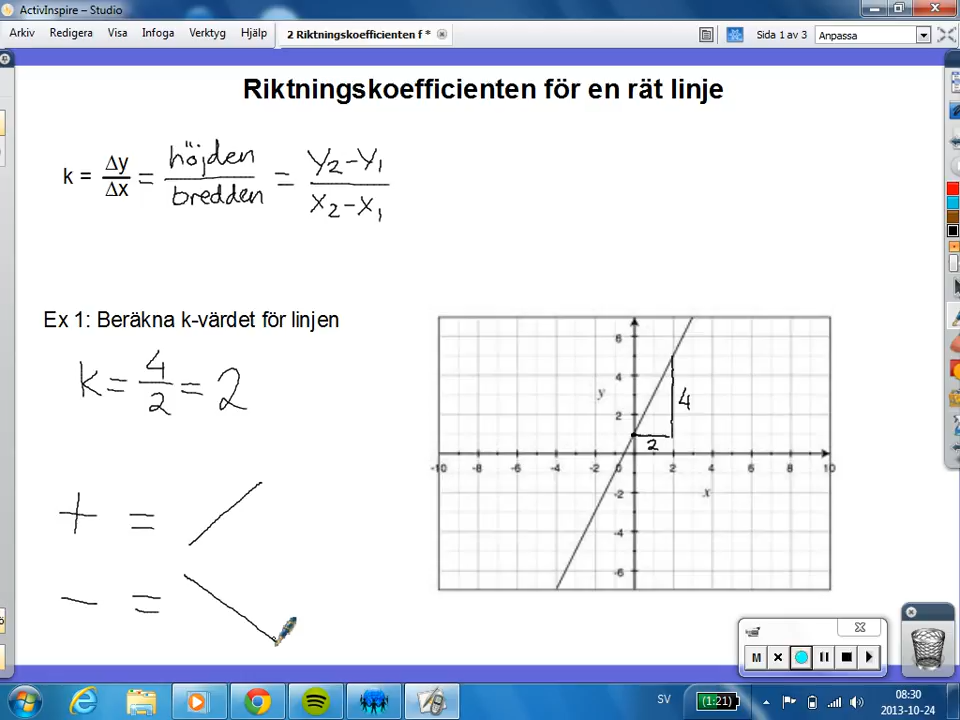 ActivInspire – Studio
Arkiv Redigera Visa Infoga Verktyg Hjälp 2 Riktningskoefficienten f * Sida 1 av 3 Anpassa
Riktningskoefficienten för en rät linje
k = Δy/Δx = höjden/bredden = (y₂-y₁)/(x₂-x₁)
Ex 1: Beräkna k-värdet för linjen
k = 4/2 = 2
+ =
- =
6
4
y
2
4
2
-10 -8 -6 -4 -2 0 2 4 6 8 10
-2
x
-4
-6
M
SV (1:21) 08:30
2013-10-24